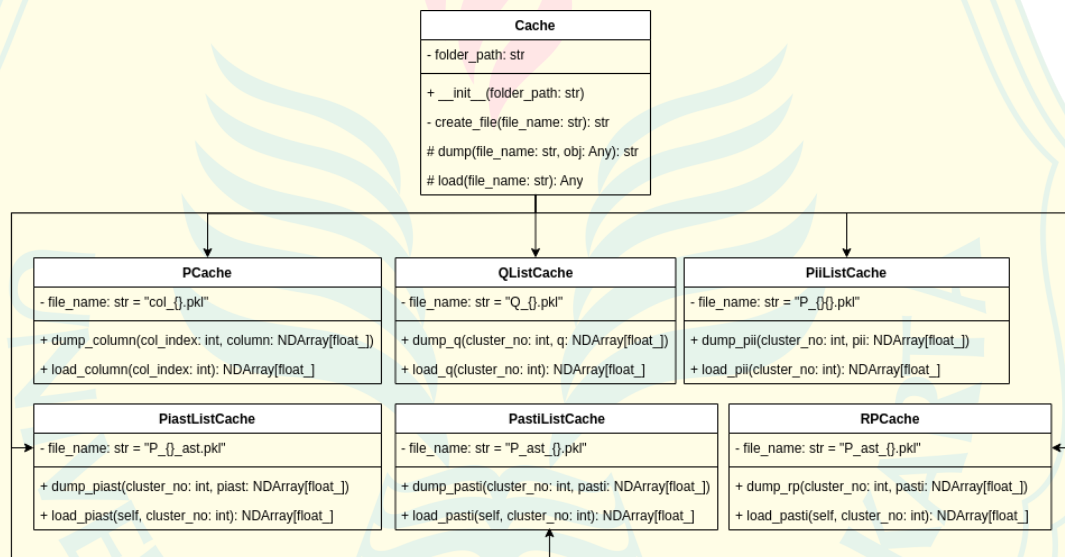 Cache
- folder_path: str
+ __init__(folder_path: str)
- create_file(file_name: str): str
# dump(file_name: str, obj: Any): str
# load(file_name: str): Any
PCache
- file_name: str = "col_{}.pkl"
+ dump_column(col_index: int, column: NDArray[float_])
+ load_column(col_index: int): NDArray[float_]
QListCache
- file_name: str = "Q_{}.pkl"
+ dump_q(cluster_no: int, q: NDArray[float_])
+ load_q(cluster_no: int): NDArray[float_]
PiiListCache
- file_name: str = "P_{}{}.pkl"
+ dump_pii(cluster_no: int, pii: NDArray[float_])
+ load_pii(cluster_no: int): NDArray[float_]
PiastListCache
- file_name: str = "P_{}_ast.pkl"
+ dump_piast(cluster_no: int, piast: NDArray[float_])
+ load_piast(self, cluster_no: int): NDArray[float_]
PastiListCache
- file_name: str = "P_ast_{}.pkl"
+ dump_pasti(cluster_no: int, pasti: NDArray[float_])
+ load_pasti(self, cluster_no: int): NDArray[float_]
RPCache
- file_name: str = "P_ast_{}.pkl"
+ dump_rp(cluster_no: int, pasti: NDArray[float_])
+ load_pasti(self, cluster_no: int): NDArray[float_]